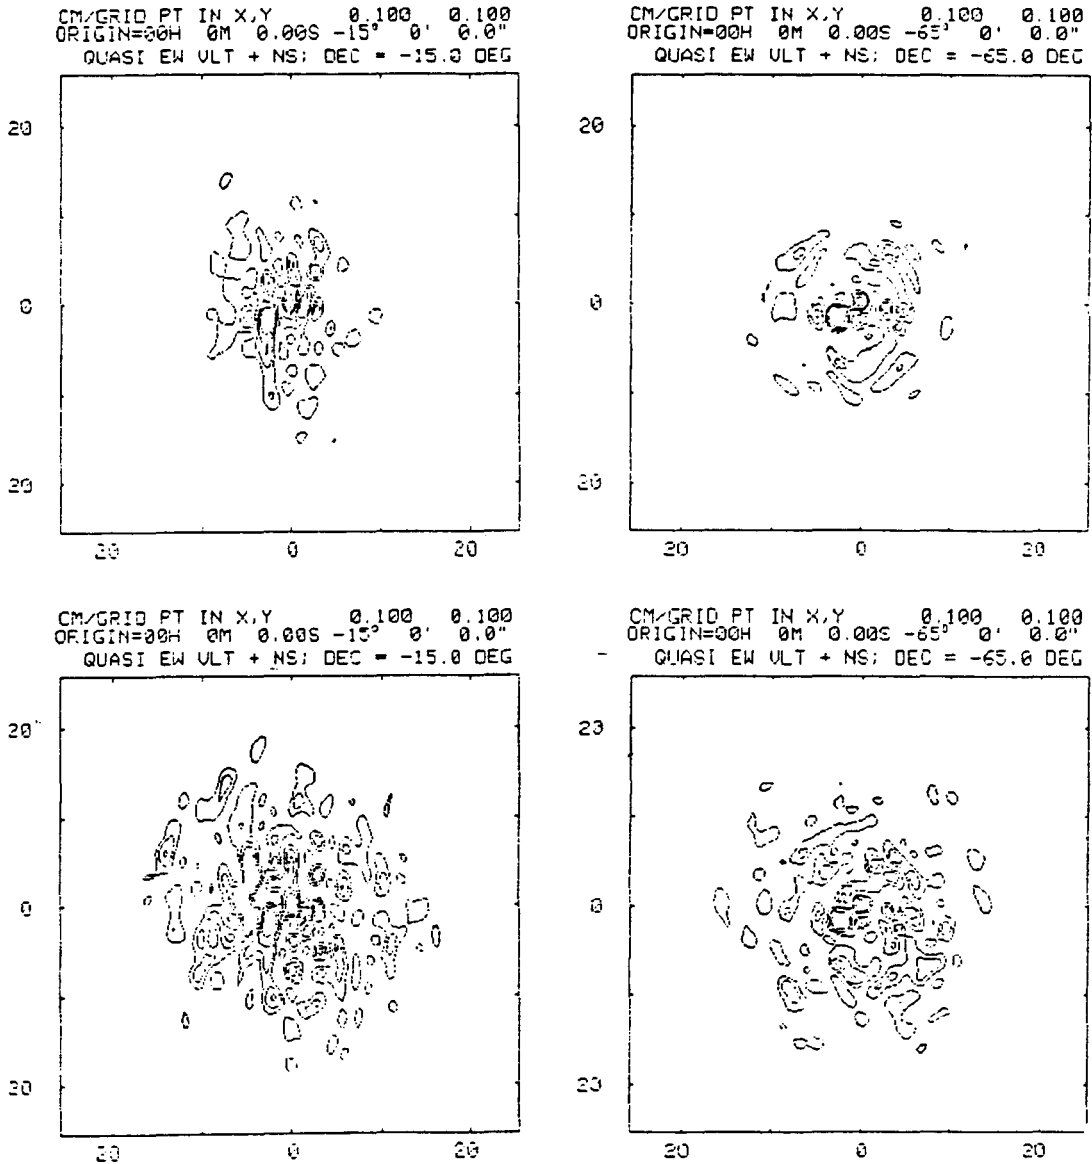 CM/GRID PT IN X,Y 0.100 0.100
ORIGIN=00H 0M 0.00S -15° 0' 0.0"
QUASI EW VLT + NS; DEC = -15.0 DEG
20
0
20
20 0 20
CM/GRID PT IN X,Y 0.100 0.100
ORIGIN=00H 0M 0.00S -65° 0' 0.0"
QUASI EW VLT + NS; DEC = -65.0 DEG
20
0
20
20 0 20
CM/GRID PT IN X,Y 0.100 0.100
ORIGIN=00H 0M 0.00S -15° 0' 0.0"
QUASI EW VLT + NS; DEC = -15.0 DEG
20
0
20
20 0 20
CM/GRID PT IN X,Y 0.100 0.100
ORIGIN=00H 0M 0.00S -65° 0' 0.0"
QUASI EW VLT + NS; DEC = -65.0 DEG
20
0
20
20 0 20